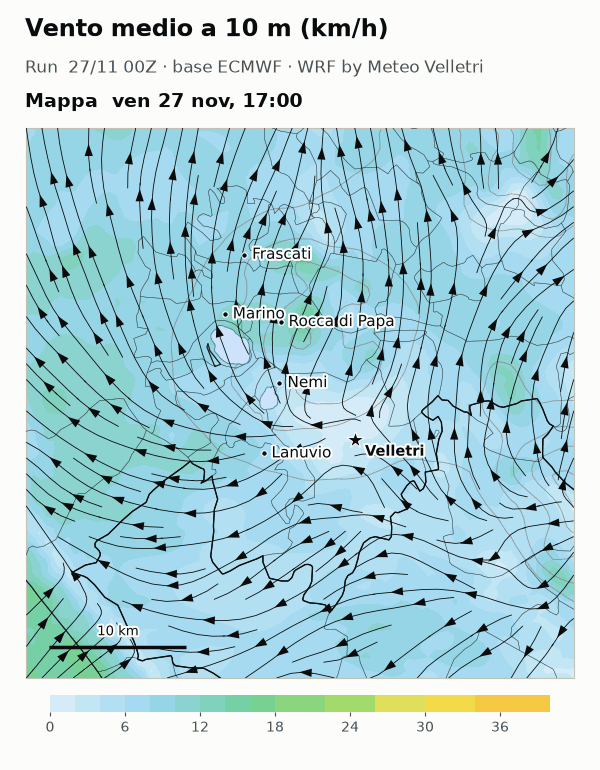 Vento medio a 10 m (km/h)
Run 27/11 00Z · base ECMWF · WRF by Meteo Velletri
Mappa ven 27 nov, 17:00
Frascati
Marino
Rocca di Papa
Nemi
Velletri
Lanuvio
10 km
0 6 12 18 24 30 36